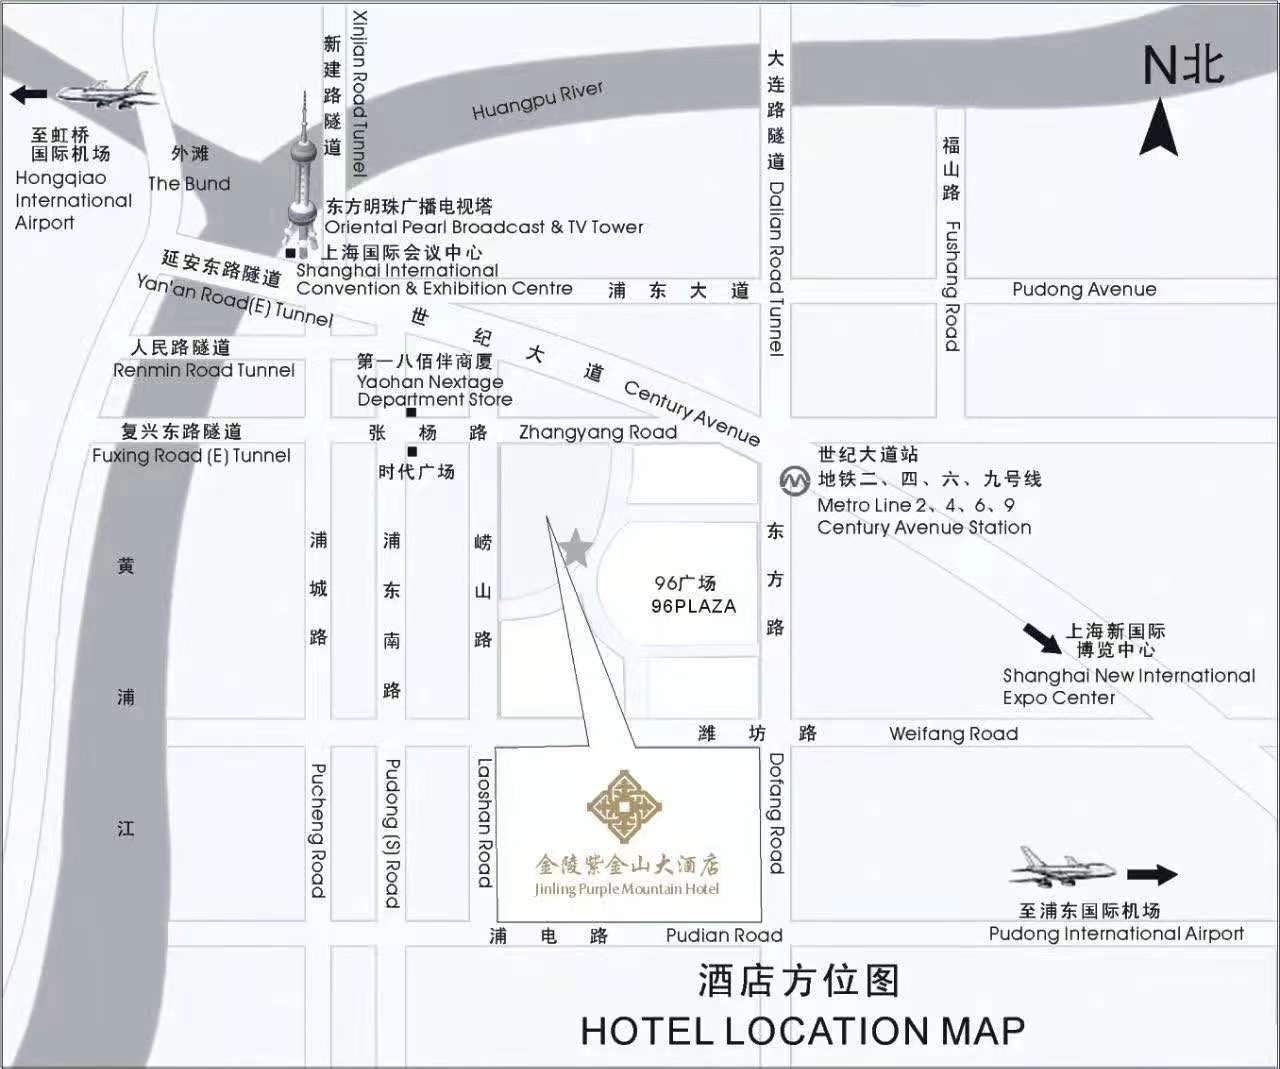 N北
新建路隧道
Xinjian Road Tunnel
Huangpu River
大连路隧道
Dalian Road Tunnel
福山路
Fushang Road
至虹桥
国际机场
Hongqiao
International
Airport
外滩
The Bund
东方明珠广播电视塔
Oriental Pearl Broadcast & TV Tower
上海国际会议中心
Shanghai International
Convention & Exhibition Centre
浦东大道
Pudong Avenue
延安东路隧道
Yan'an Road(E) Tunnel
世纪大道
Century Avenue
人民路隧道
Renmin Road Tunnel
第一八佰伴商厦
Yaohan Nextage
Department Store
复兴东路隧道
Fuxing Road (E) Tunnel
张杨路
Zhangyang Road
时代广场
世纪大道站
地铁二、四、六、九号线
Metro Line 2、4、6、9
Century Avenue Station
黄浦江
浦城路
Pucheng Road
浦东南路
Pudong (S) Road
崂山路
Laoshan Road
96广场
96PLAZA
东方路
Dofang Road
上海新国际
博览中心
Shanghai New International
Expo Center
潍坊路
Weifang Road
金陵紫金山大酒店
Jinling Purple Mountain Hotel
至浦东国际机场
Pudong International Airport
浦电路
Pudian Road
酒店方位图
HOTEL LOCATION MAP